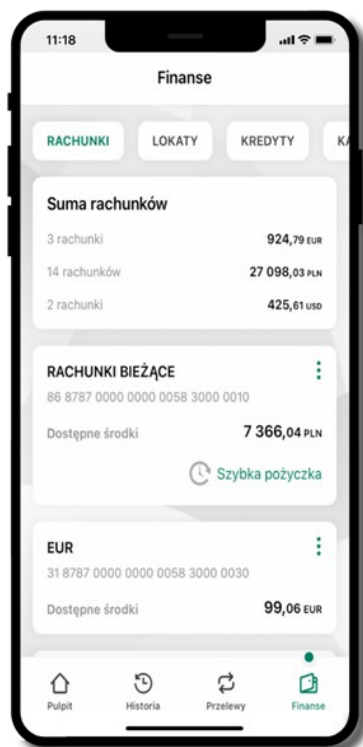 11:18
Finanse
RACHUNKI LOKATY KREDYTY
Suma rachunków
3 rachunki 924,79 EUR
14 rachunków 27 098,03 PLN
2 rachunki 425,61 USD
RACHUNKI BIEŻĄCE
86 8787 0000 0000 0058 3000 0010
Dostępne środki 7 366,04 PLN
Szybka pożyczka
EUR
31 8787 0000 0000 0058 3000 0030
Dostępne środki 99,06 EUR
Pulpit Historia Przelewy Finanse